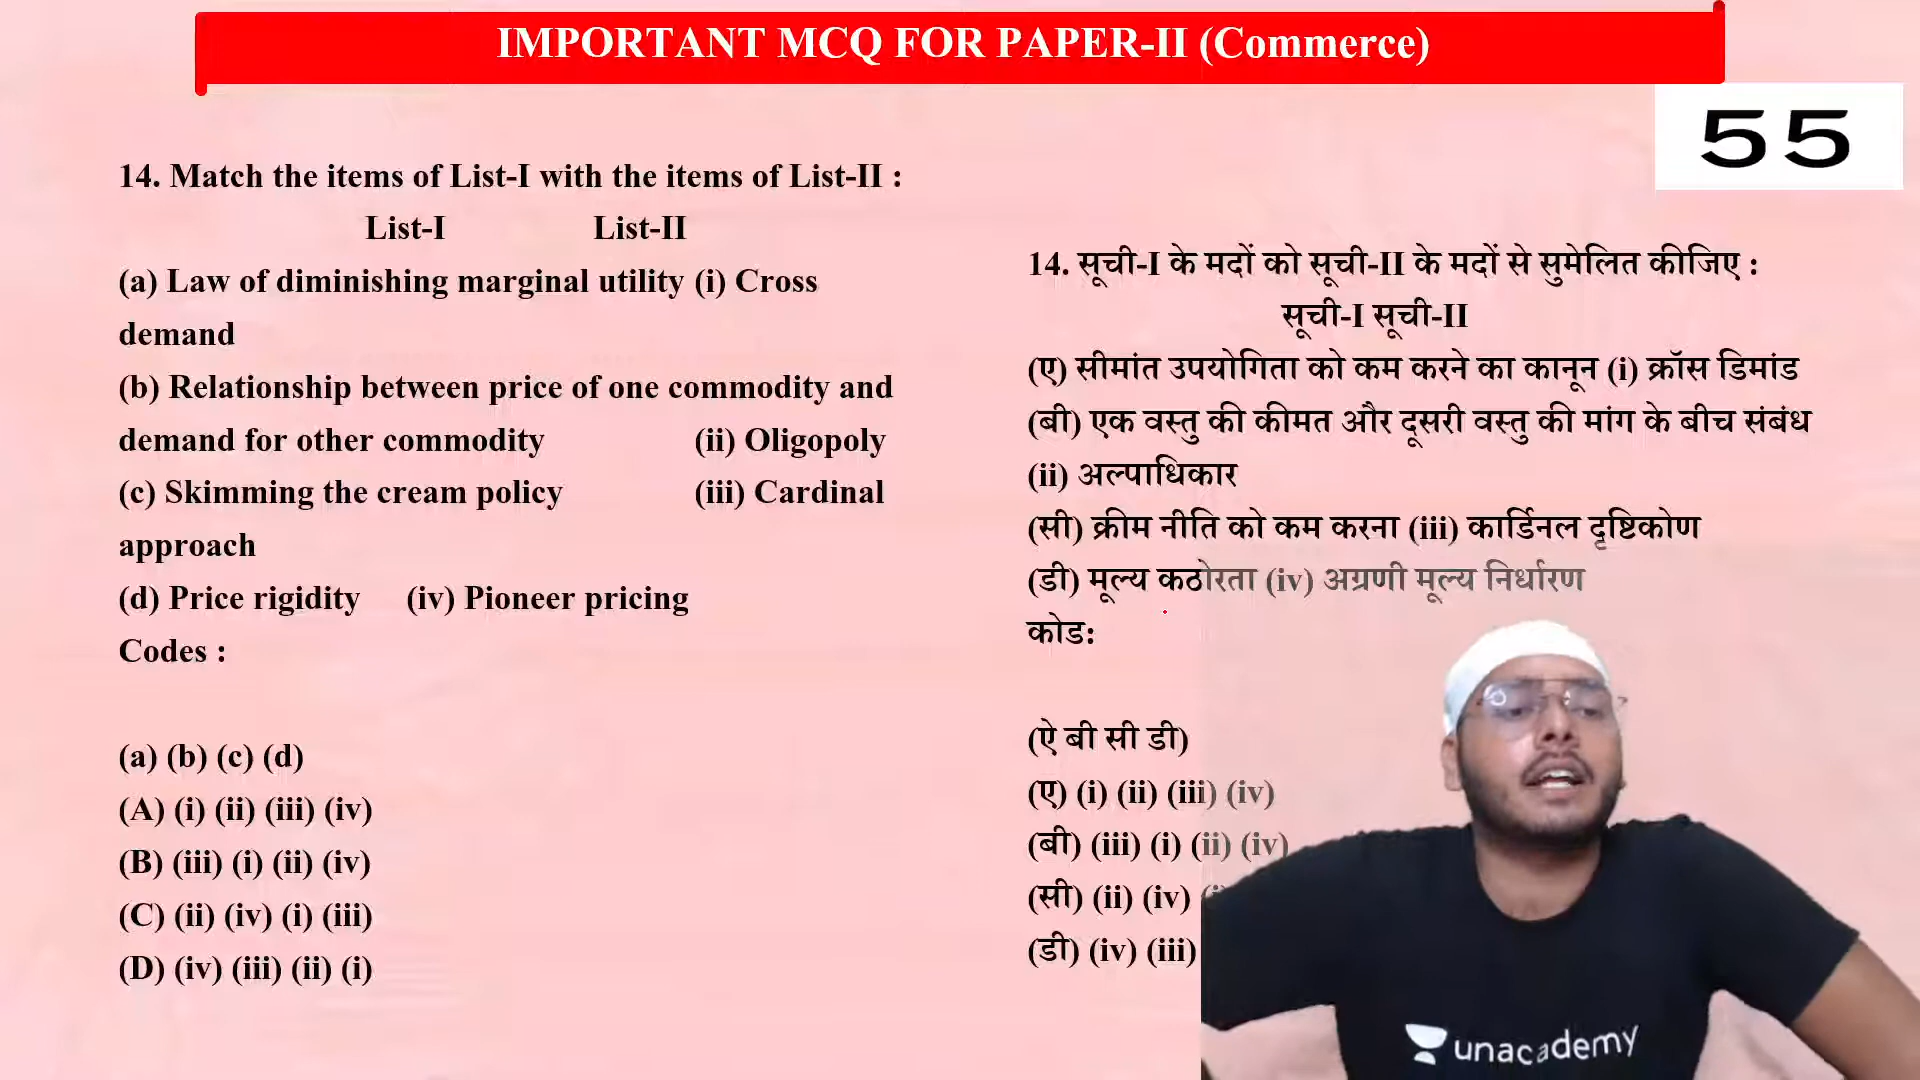 IMPORTANT MCQ FOR PAPER-II (Commerce)
55
14. Match the items of List-I with the items of List-II :
List-I List-II
(a) Law of diminishing marginal utility (i) Cross
demand
(b) Relationship between price of one commodity and
demand for other commodity (ii) Oligopoly
(c) Skimming the cream policy (iii) Cardinal
approach
(d) Price rigidity (iv) Pioneer pricing
Codes :
(a) (b) (c) (d)
(A) (i) (ii) (iii) (iv)
(B) (iii) (i) (ii) (iv)
(C) (ii) (iv) (i) (iii)
(D) (iv) (iii) (ii) (i)
14. सूची-I के मदों को सूची-II के मदों से सुमेलित कीजिए :
सूची-I सूची-II
(ए) सीमांत उपयोगिता को कम करने का कानून (i) क्रॉस डिमांड
(बी) एक वस्तु की कीमत और दूसरी वस्तु की मांग के बीच संबंध
(ii) अल्पाधिकार
(सी) क्रीम नीति को कम करना (iii) कार्डिनल दृष्टिकोण
(डी) मूल्य कठोरता (iv) अग्रणी मूल्य निर्धारण
कोड:
(ऐ बी सी डी)
(ए) (i) (ii) (iii) (iv)
(बी) (iii) (i) (ii) (iv)
(सी) (ii) (iv)
(डी) (iv) (iii)
unacademy